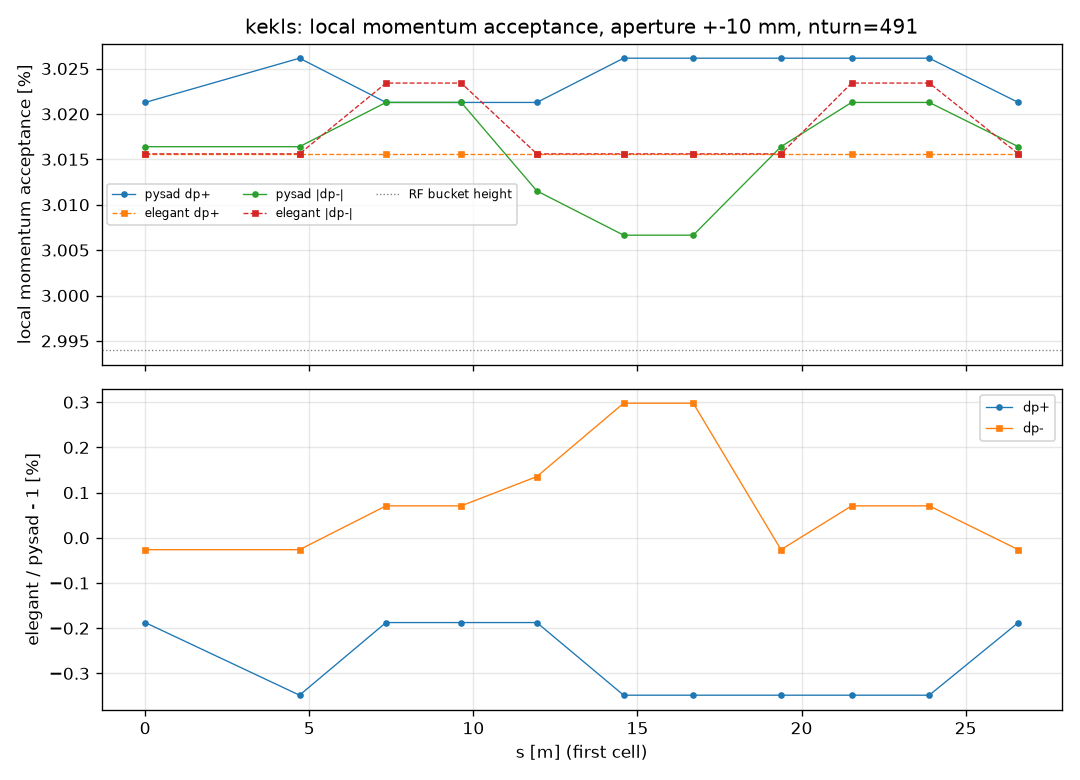 kekls: local momentum acceptance, aperture +-10 mm, nturn=491
local momentum acceptance [%]
3.025
3.020
3.015
3.010
3.005
3.000
2.995
pysad dp+
elegant dp+
pysad |dp-|
elegant |dp-|
RF bucket height
elegant / pysad - 1 [%]
0.3
0.2
0.1
0.0
−0.1
−0.2
−0.3
dp+
dp-
0
5
10
15
20
25
s [m] (first cell)